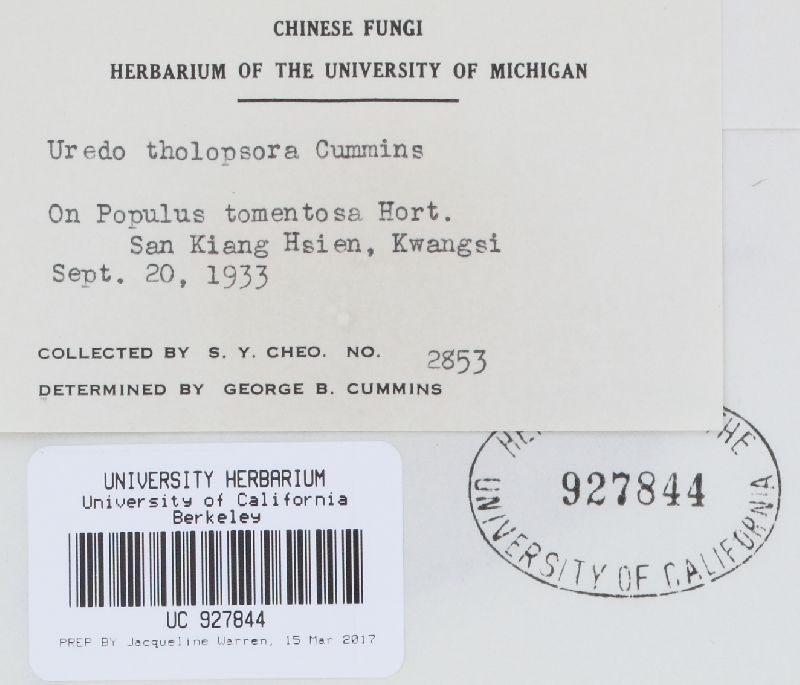 CHINESE FUNGI
HERBARIUM OF THE UNIVERSITY OF MICHIGAN
Uredo tholopsora Cummins
On Populus tomentosa Hort.
San Kiang Hsien, Kwangsi
Sept. 20, 1933
COLLECTED BY S. Y. CHEO. NO. 2853
DETERMINED BY GEORGE B. CUMMINS
THE
927844
UNIVERSITY OF CALIFORNIA
UNIVERSITY HERBARIUM
University of California
Berkeley
UC 927844
PREP BY Jacqueline Warren, 15 Mar 2017